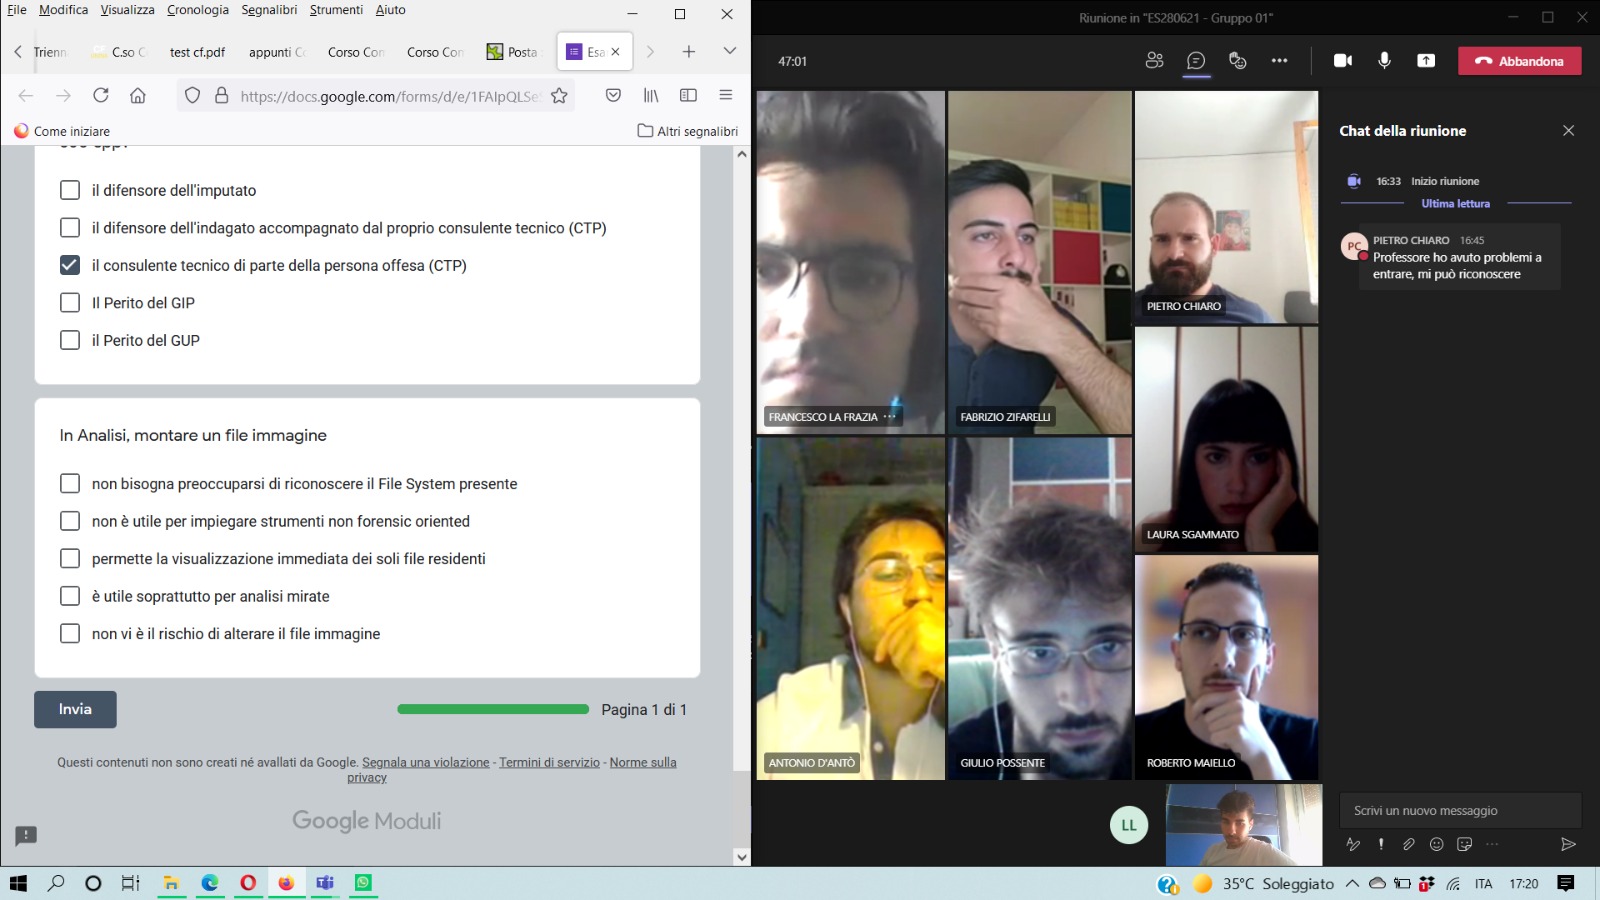 File Modifica Visualizza Cronologia Segnalibri Strumenti Aiuto
Trienn C.so C test cf.pdf appunti Co Corso Com Corso Con Posta Esa
https://docs.google.com/forms/d/e/1FAIpQLSe
Come iniziare Altri segnalibri
il difensore dell'imputato
il difensore dell'indagato accompagnato dal proprio consulente tecnico (CTP)
il consulente tecnico di parte della persona offesa (CTP)
Il Perito del GIP
il Perito del GUP
In Analisi, montare un file immagine
non bisogna preoccuparsi di riconoscere il File System presente
non è utile per impiegare strumenti non forensic oriented
permette la visualizzazione immediata dei soli file residenti
è utile soprattutto per analisi mirate
non vi è il rischio di alterare il file immagine
Invia
Pagina 1 di 1
Questi contenuti non sono creati né avallati da Google. Segnala una violazione - Termini di servizio - Norme sulla
privacy
Google Moduli
Riunione in "ES280621 - Gruppo 01"
47:01
Abbandona
FRANCESCO LA FRAZIA ...
FABRIZIO ZIFARELLI
PIETRO CHIARO
LAURA SGAMMATO
ANTONIO D'ANTÒ
GIULIO POSSENTE
ROBERTO MAIELLO
LL
Chat della riunione
16:33 Inizio riunione
Ultima lettura
PC
PIETRO CHIARO 16:45
Professore ho avuto problemi a
entrare, mi può riconoscere
Scrivi un nuovo messaggio
35°C Soleggiato
ITA
17:20